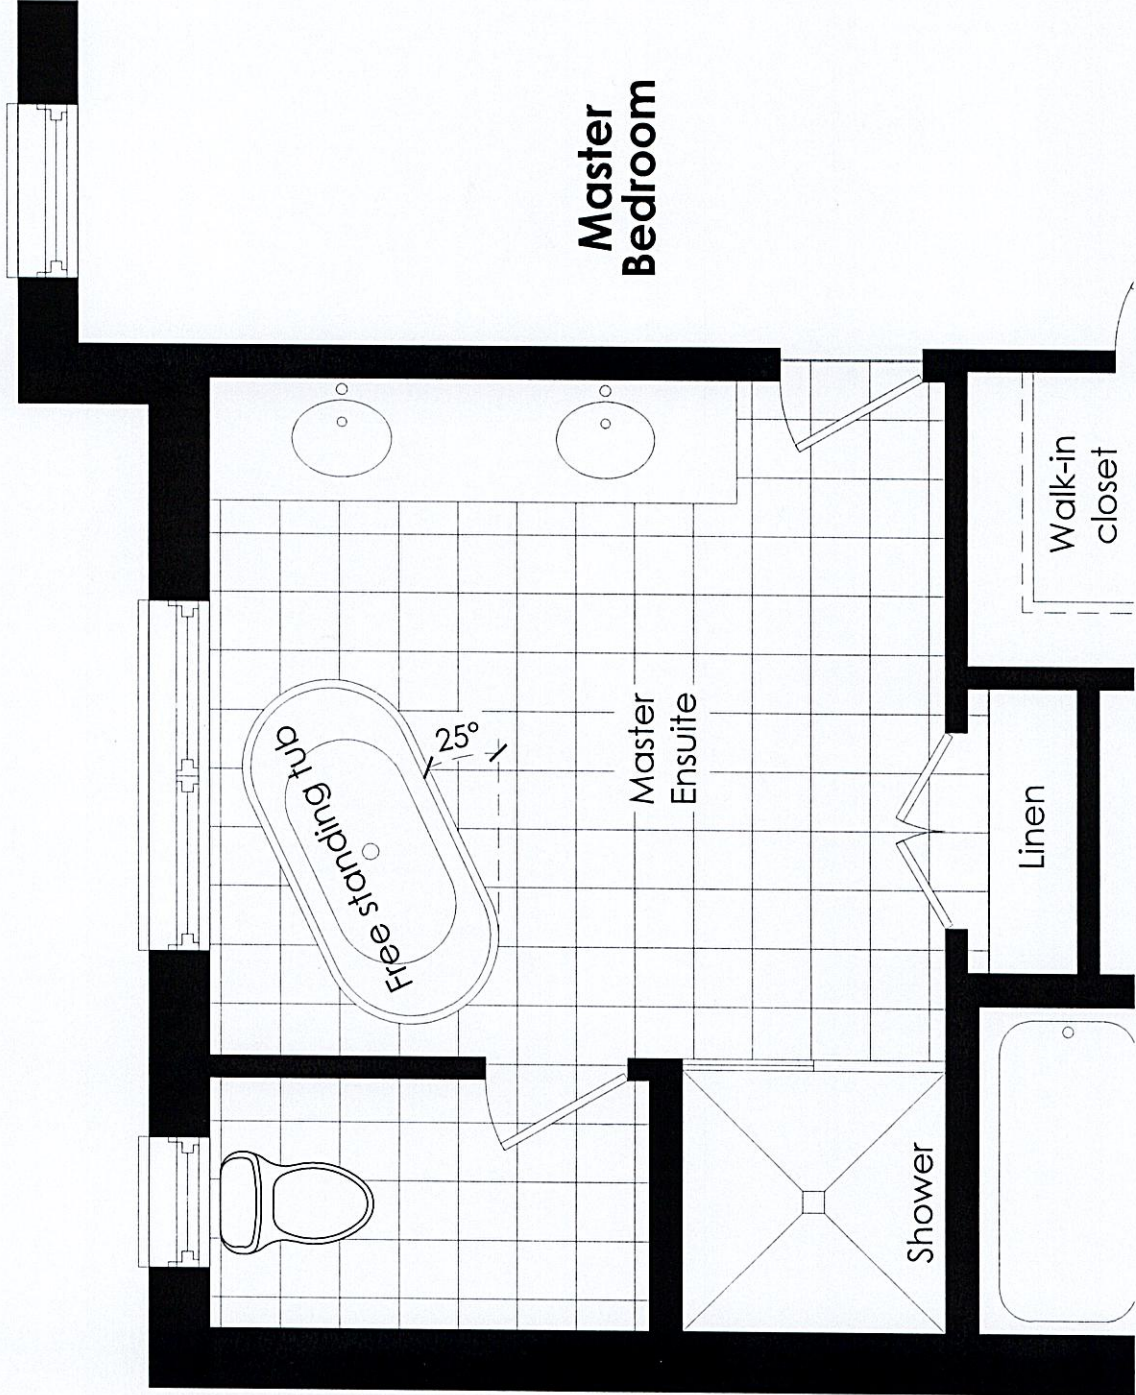 Master
Bedroom
Free standing tub
25°
Master
Ensuite
Walk-in
closet
Linen
Shower